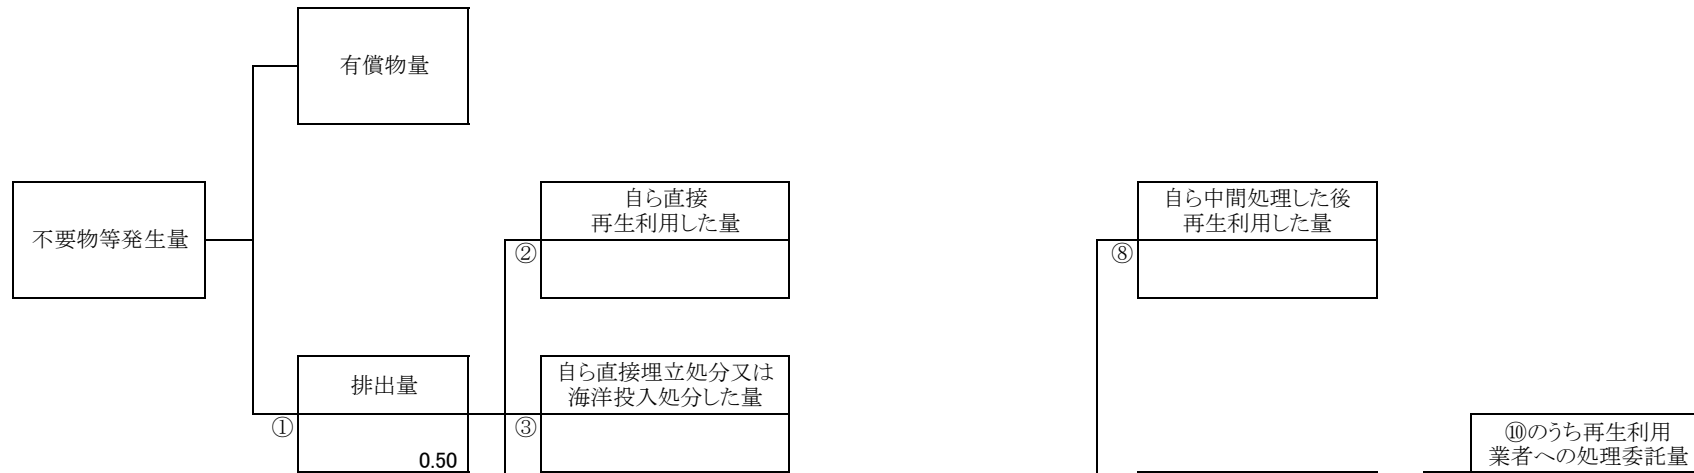 有償物量
自ら直接
再生利用した量
自ら中間処理した後
再生利用した量
不要物等発生量
②
⑧
排出量
自ら直接埋立処分又は
海洋投入処分した量
①
③
⑩のうち再生利用
業者への処理委託量
0.50